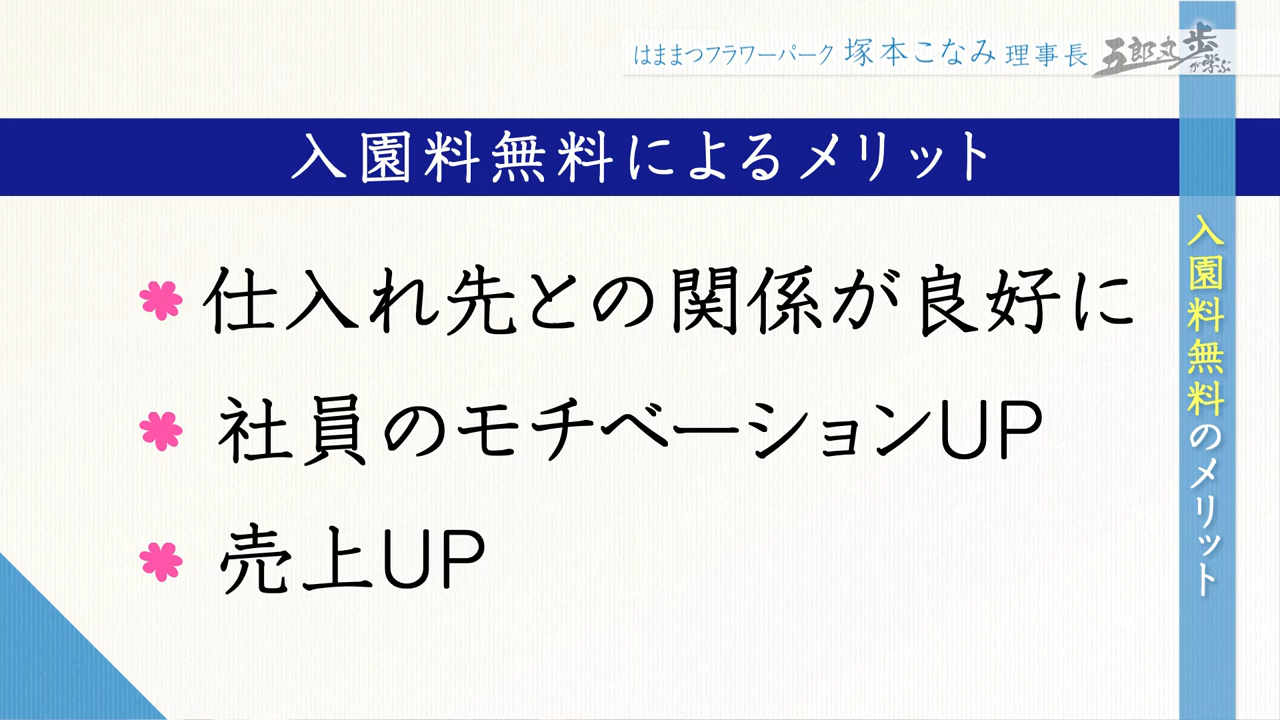 はままつフラワーパーク 塚本こなみ 理事長
五郎丸歩が学ぶ
入園料無料によるメリット
仕入れ先との関係が良好に
社員のモチベーションUP
売上UP
入園料無料のメリット